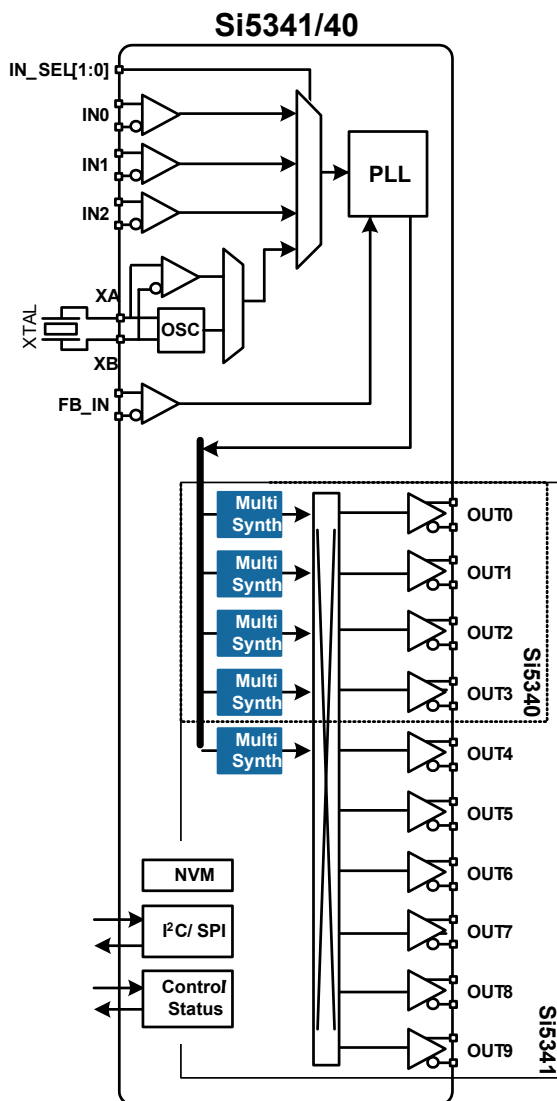 Si5341/40
IN_SEL[1:0]
IN0
IN1
IN2
PLL
XA
XTAL
OSC
XB
FB_IN
Multi
Synth
OUT0
Multi
Synth
OUT1
Multi
Synth
OUT2
Multi
Synth
OUT3
Si5340
Multi
Synth
OUT4
OUT5
OUT6
NVM
I²C/ SPI
OUT7
Control/
Status
OUT8
OUT9
Si5341